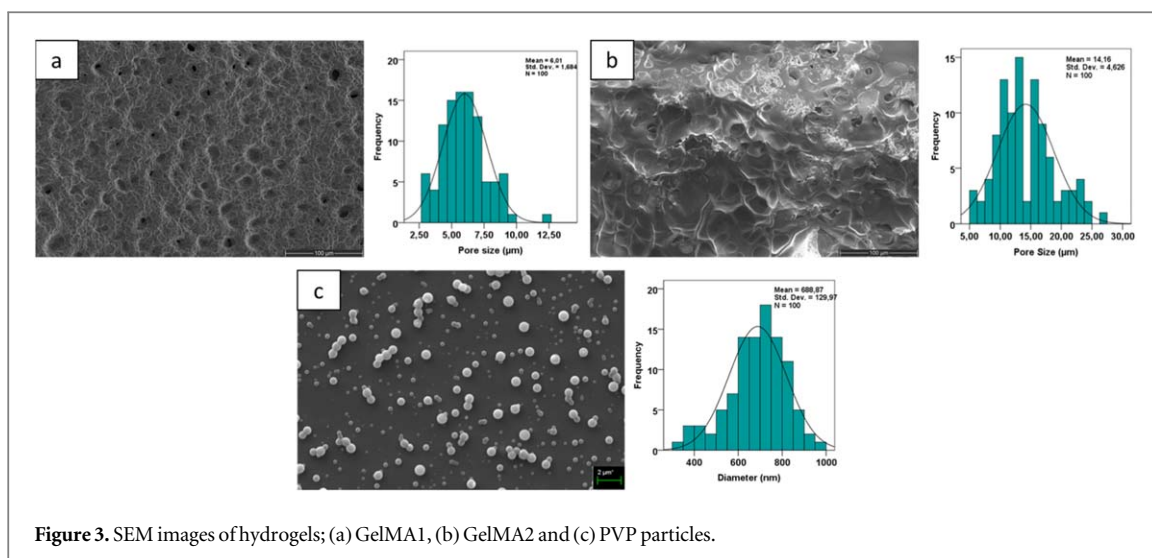 a
20
15
10
5
0
Frequency
Mean = 6,01
Std. Dev. = 1,684
N = 100
2,50 5,00 7,50 10,00 12,50
Pore size (µm)
100 µm
b
20
15
10
5
0
Frequency
Mean = 14,16
Std. Dev. = 4,626
N = 100
5,00 10,00 15,00 20,00 25,00 30,00
Pore Size (µm)
100 µm
c
2 µm
20
15
10
5
0
Frequency
Mean = 688,87
Std. Dev. = 129,97
N = 100
400 600 800 1000
Diameter (nm)
Figure 3. SEM images of hydrogels; (a) GelMA1, (b) GelMA2 and (c) PVP particles.